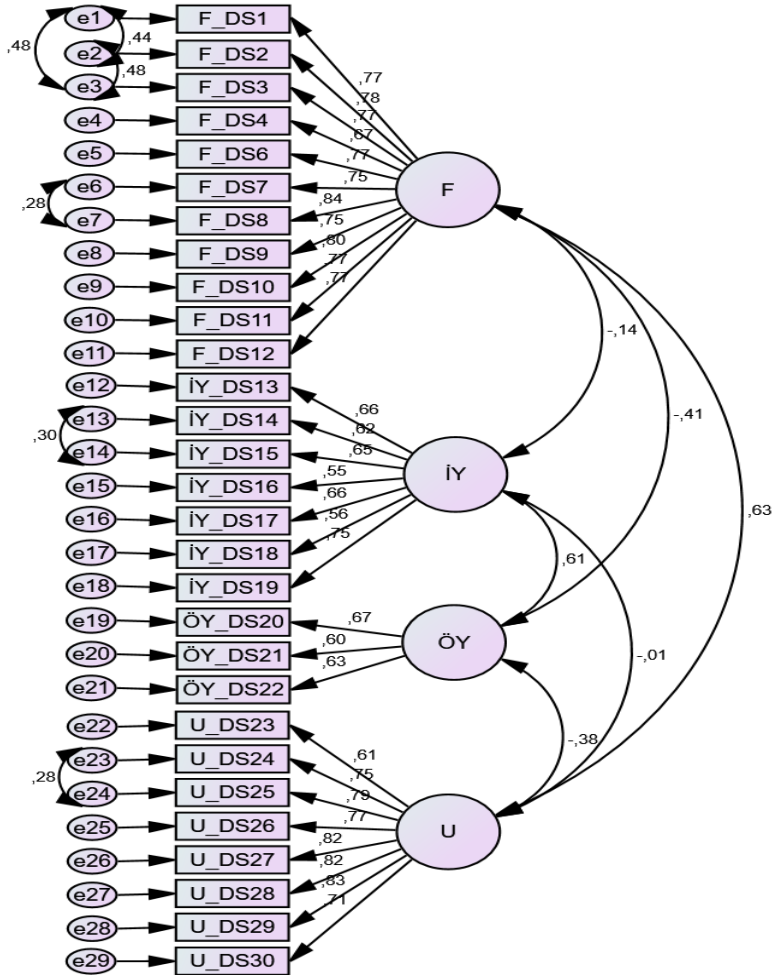 e1 F_DS1
,48 ,44
e2 F_DS2
,48
e3 F_DS3
,77
e4 F_DS4
,78
e5 F_DS6
,77
e6 F_DS7
,67
,28
e7 F_DS8
,77
e8 F_DS9
,75
e9 F_DS10
,84
e10 F_DS11
,75
e11 F_DS12
,80
,77
,77
F
-,14
-,41
,63
e12 İY_DS13
e13 İY_DS14
,30
e14 İY_DS15
e15 İY_DS16
e16 İY_DS17
e17 İY_DS18
e18 İY_DS19
,66
,62
,65
,55
,66
,56
,75
İY
,61
-,01
e19 ÖY_DS20
e20 ÖY_DS21
e21 ÖY_DS22
,67
,60
,63
ÖY
-,38
e22 U_DS23
e23 U_DS24
,28
e24 U_DS25
e25 U_DS26
e26 U_DS27
e27 U_DS28
e28 U_DS29
e29 U_DS30
,61
,75
,79
,77
,82
,82
,83
,71
U